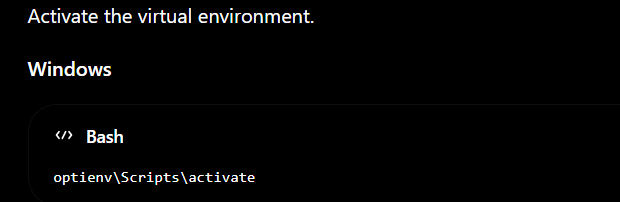 Activate the virtual environment.
Windows
</> Bash
optienv\Scripts\activate